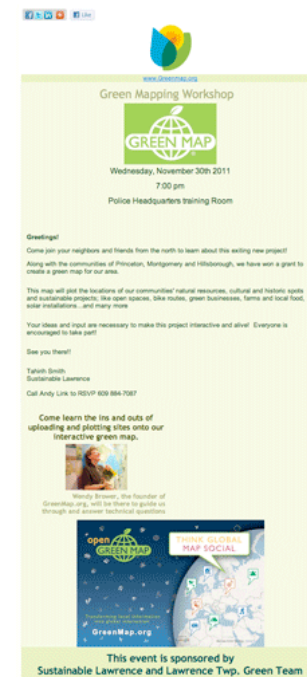 Like
www.Greenmap.org
Green Mapping Workshop
GREEN MAP
Wednesday, November 30th 2011
7:00 pm
Police Headquarters training Room
Greetings!
Come join your neighbors and friends from the north to learn about this exiting new project!
Along with the communities of Princeton, Montgomery and Hillsborough, we have won a grant to
create a green map for our area.
This map will plot the locations of our communities' natural resources, cultural and historic spots
and sustainable projects; like open spaces, bike routes, green businesses, farms and local food,
solar installations...and many more
Your ideas and input are necessary to make this project interactive and alive! Everyone is
encouraged to take part!!
See you there!!
Smith
Sustainable Lawrence
Call Andy Link to RSVP 609 884-7087
Come learn the ins and outs of
uploading and plotting sites onto our
interactive green map.
Wendy Brawer, the founder of
GreenMap.org, will be there to guide us
through and answer technical questions
open
GREEN MAP
THINK GLOBAL
MAP SOCIAL
Transforming local information
into global interaction
GreenMap.org
This event is sponsored by
Sustainable Lawrence and Lawrence Twp. Green Team